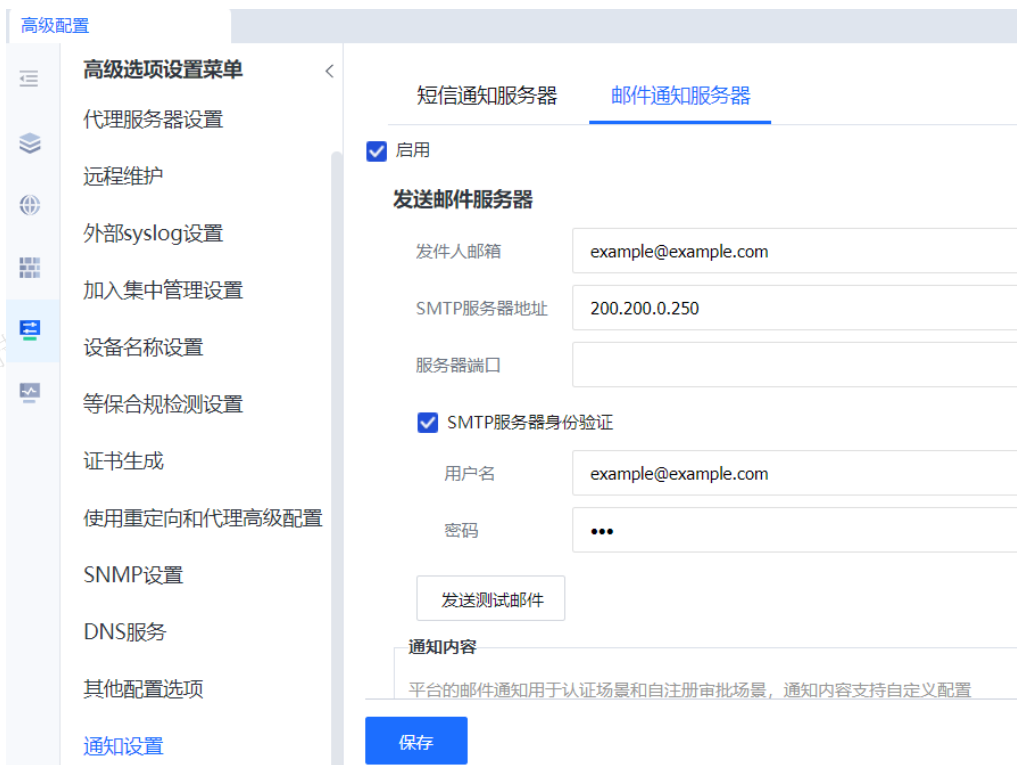 高级配置
高级选项设置菜单
代理服务器设置
远程维护
外部syslog设置
加入集中管理设置
设备名称设置
等保合规检测设置
证书生成
使用重定向和代理高级配置
SNMP设置
DNS服务
其他配置选项
通知设置
短信通知服务器 邮件通知服务器
启用
发送邮件服务器
发件人邮箱 example@example.com
SMTP服务器地址 200.200.0.250
服务器端口
SMTP服务器身份验证
用户名 example@example.com
密码 •••
发送测试邮件
通知内容
平台的邮件通知用于认证场景和自注册审批场景，通知内容支持自定义配置
保存